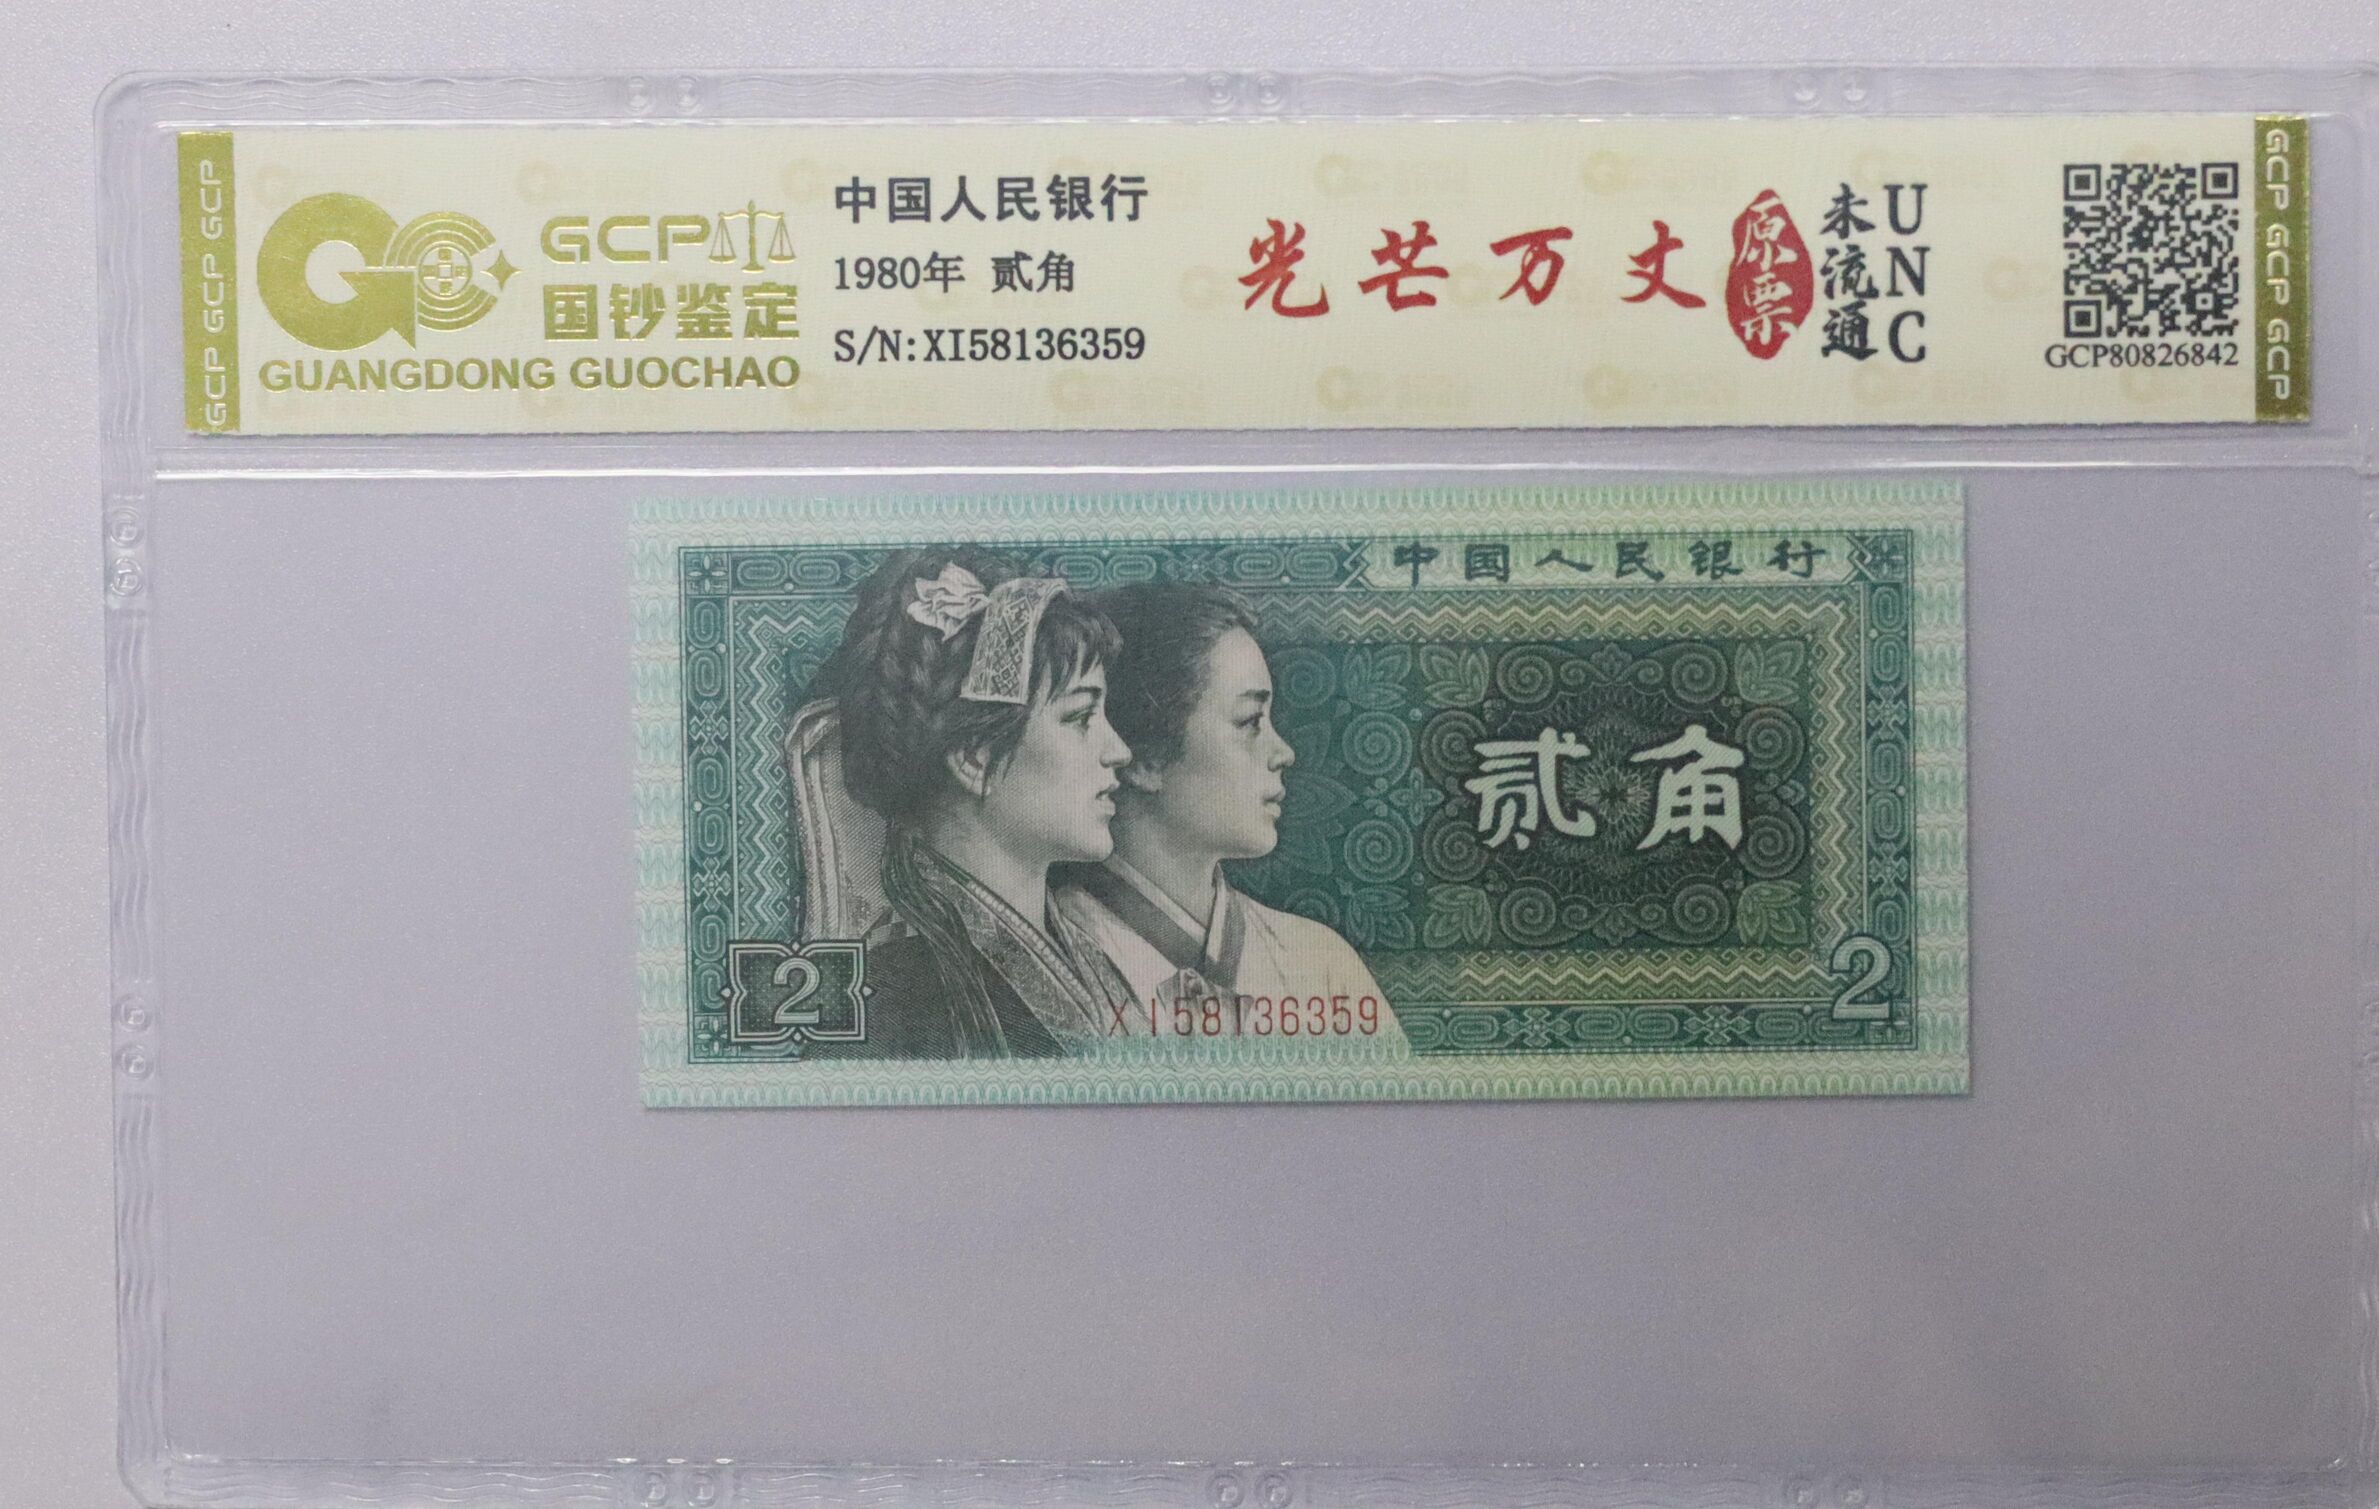 GCP GCP GCP
GCP
国钞鉴定
GUANGDONG GUOCHAO
中国人民银行
1980年 贰角
S/N:XI58136359
光芒万丈
原票
未流通
UNC
GCP80826842
GCP GCP GCP
中国人民银行
贰角
2
XI58136359
2